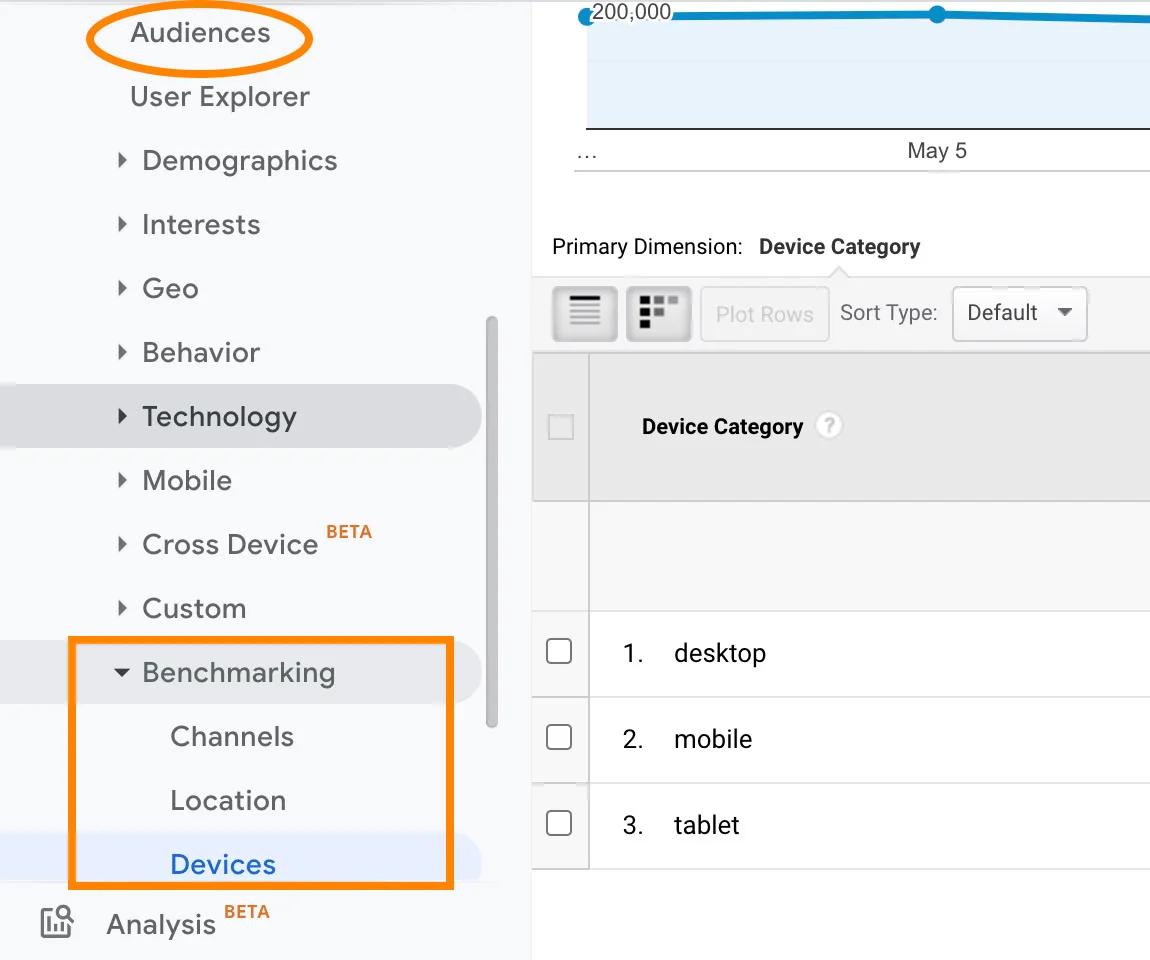 Audiences
User Explorer
Demographics
Interests
Geo
Behavior
Technology
Mobile
Cross Device BETA
Custom
Benchmarking
Channels
Location
Devices
Analysis BETA
200,000
... May 5
Primary Dimension: Device Category
Plot Rows Sort Type: Default
Device Category ?
1. desktop
2. mobile
3. tablet